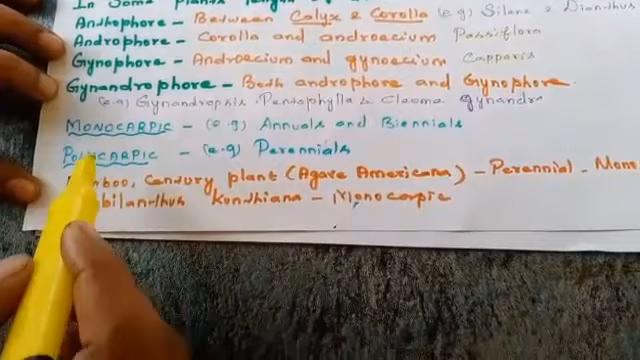 In Some plants
Anthophore - Between Calyx & Corolla (e.g) Silene & Dianthus
Androphore - Corolla and androecium Passiflora
Gynophore - Androecium and gynoecium Capparis
Gynandrophore - Both androphore and Gynophore.
(e.g) Gynandropsis Pentaphylla & Cleome gynandra
MONOCARPIC - (e.g) Annuals and Biennials
POLYCARPIC - (e.g) Perennials
Century plant (Agave Americana) - Perennial - Mono
Kunthiana - Monocarpic